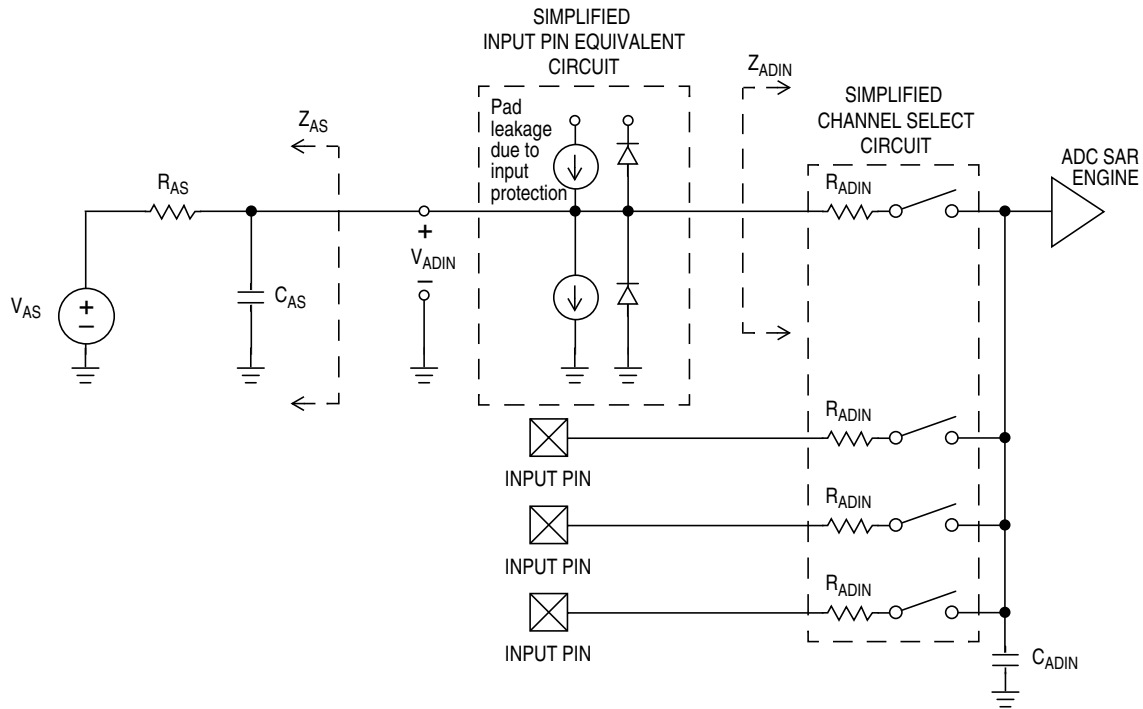 SIMPLIFIED
INPUT PIN EQUIVALENT
CIRCUIT
Z_ADIN
SIMPLIFIED
CHANNEL SELECT
CIRCUIT
Pad
leakage
due to
input
protection
Z_AS
R_AS
R_ADIN
ADC SAR
ENGINE
+
V_ADIN
–
V_AS
+
–
C_AS
R_ADIN
INPUT PIN
R_ADIN
INPUT PIN
R_ADIN
INPUT PIN
C_ADIN